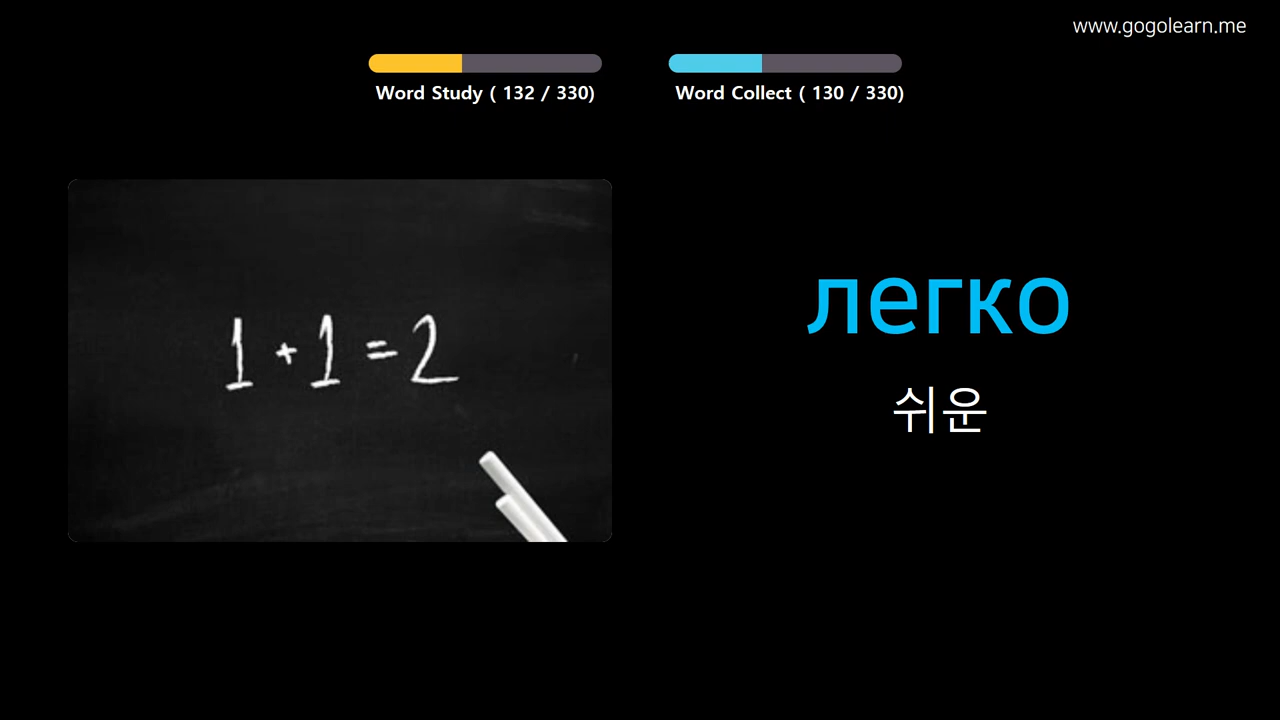 www.gogolearn.me
Word Study ( 132 / 330)
Word Collect ( 130 / 330)
1 + 1 = 2
легко
쉬운